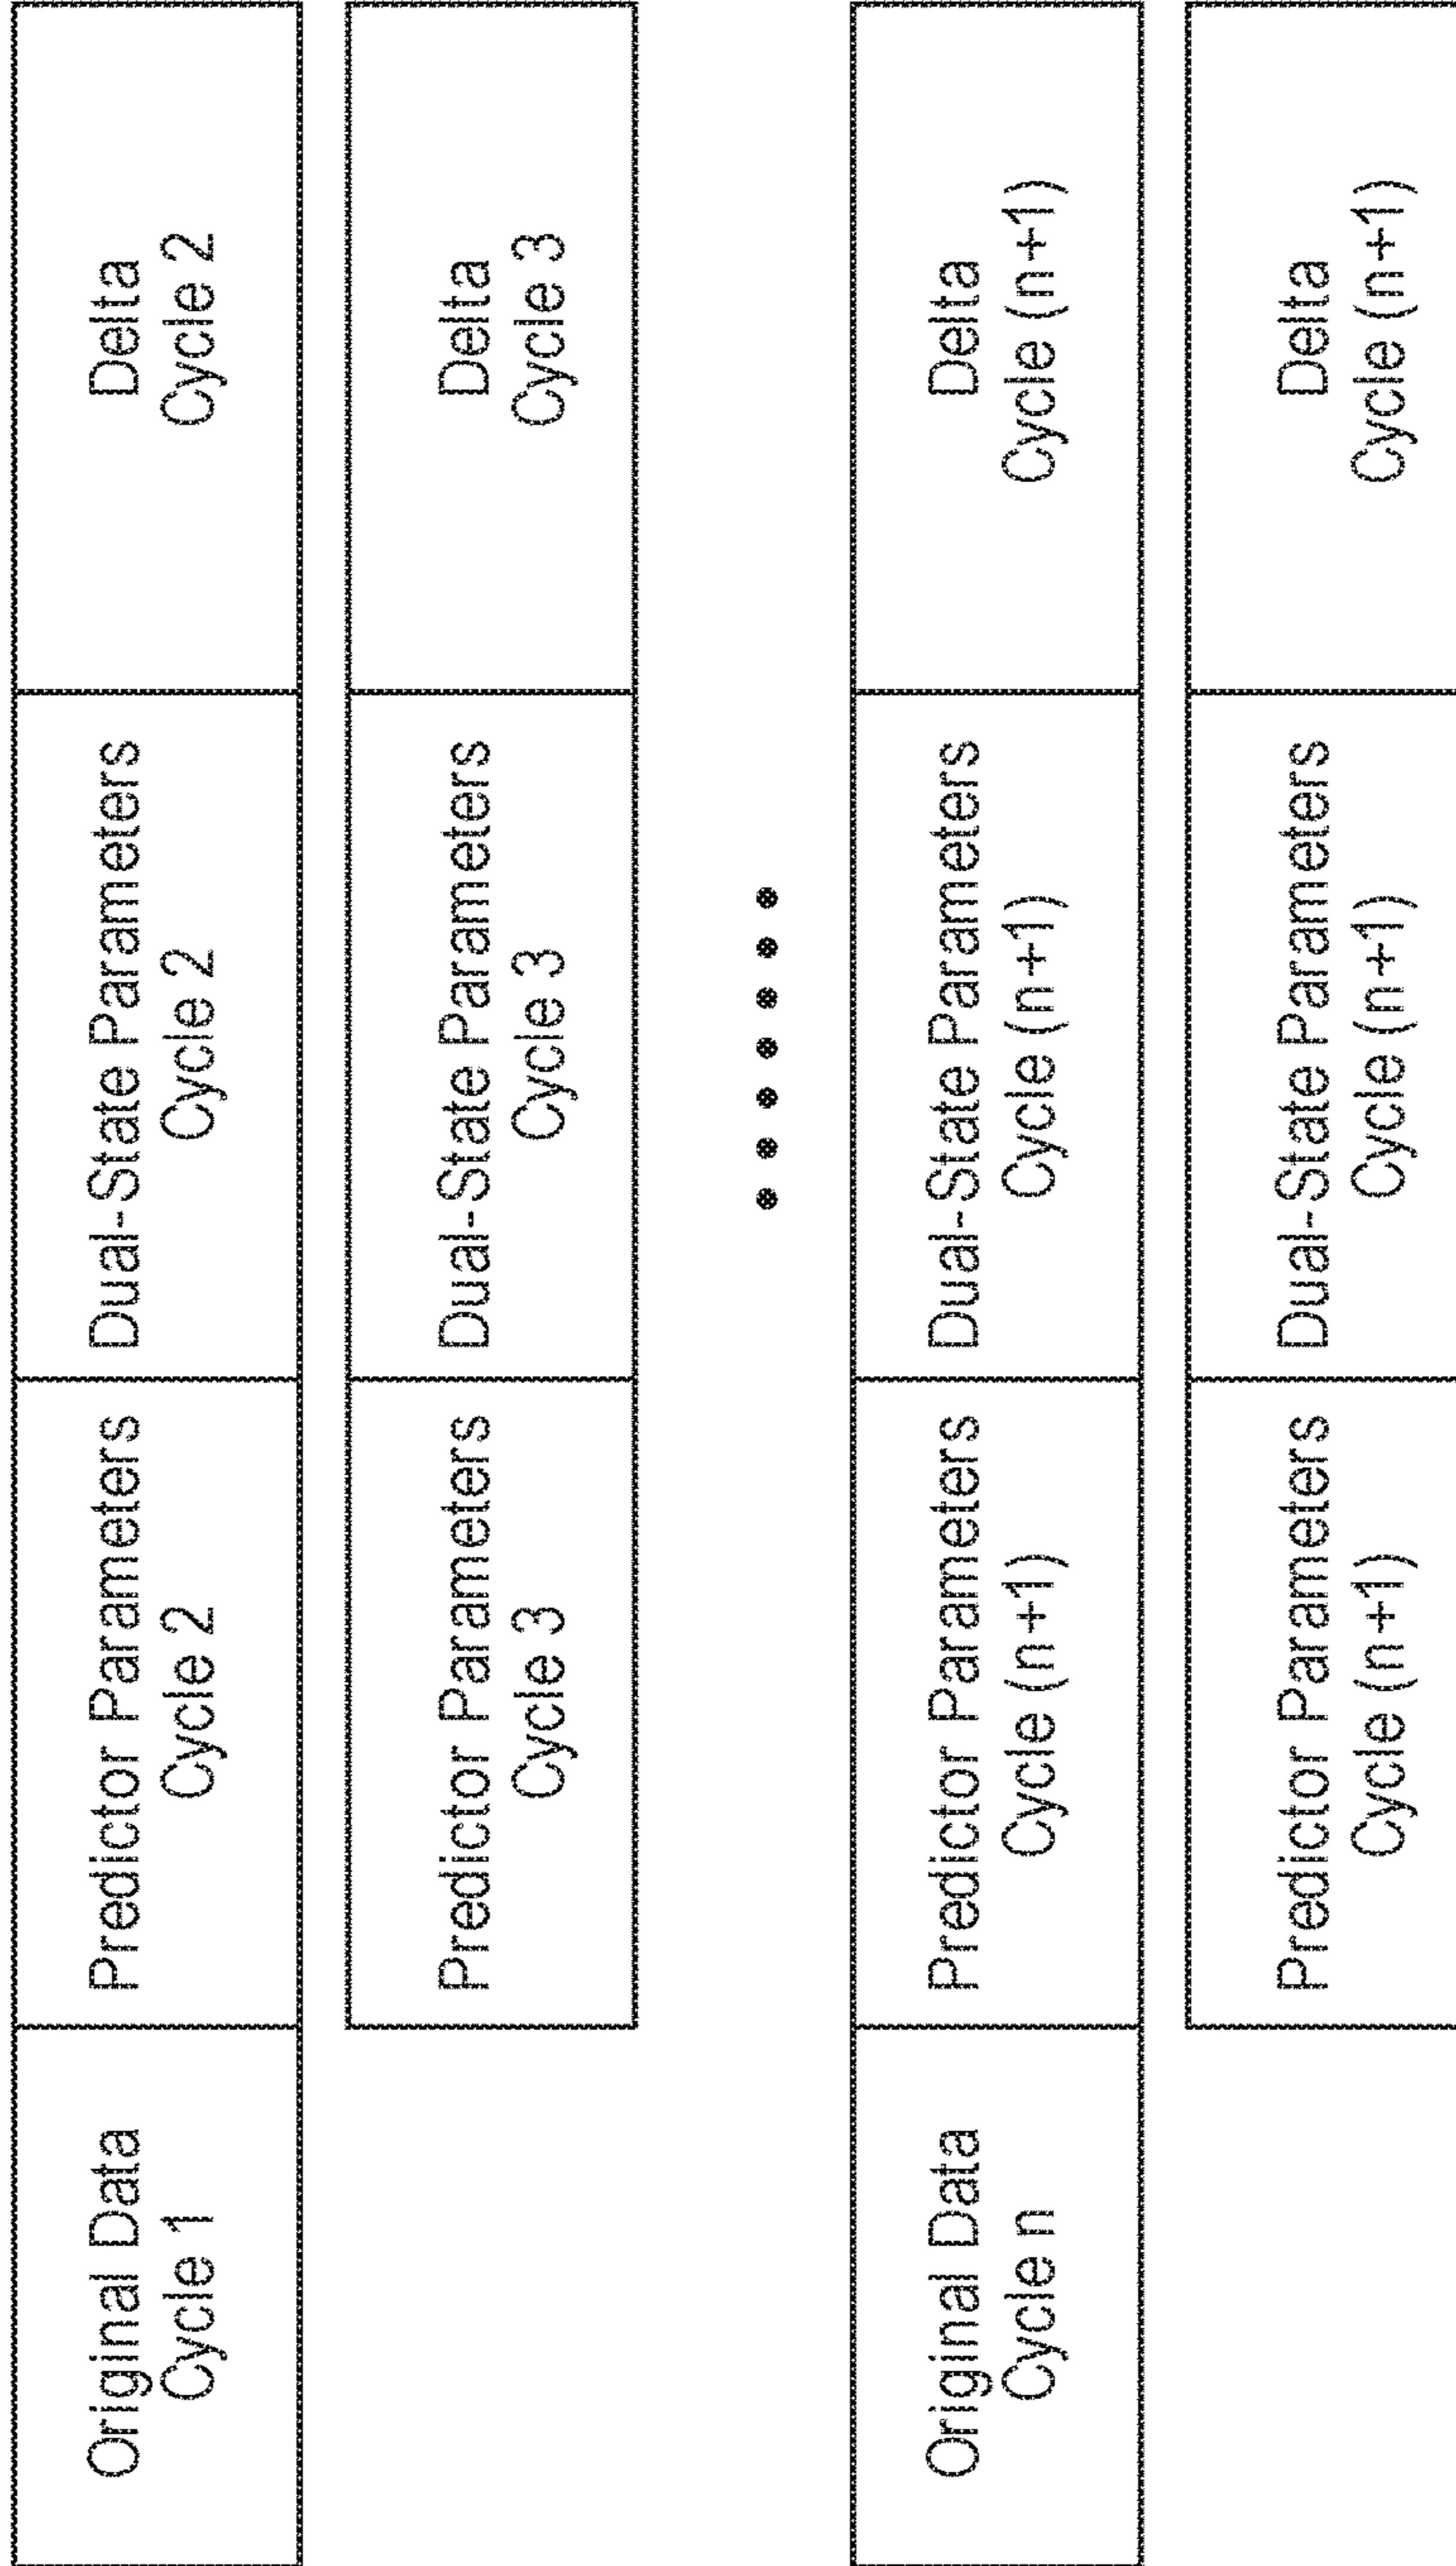 Original Data
Cycle 1
Predictor Parameters
Cycle 2
Dual-State Parameters
Cycle 2
Delta
Cycle 2
Predictor Parameters
Cycle 3
Dual-State Parameters
Cycle 3
Delta
Cycle 3
Original Data
Cycle n
Predictor Parameters
Cycle (n+1)
Dual-State Parameters
Cycle (n+1)
Delta
Cycle (n+1)
Predictor Parameters
Cycle (n+1)
Dual-State Parameters
Cycle (n+1)
Delta
Cycle (n+1)